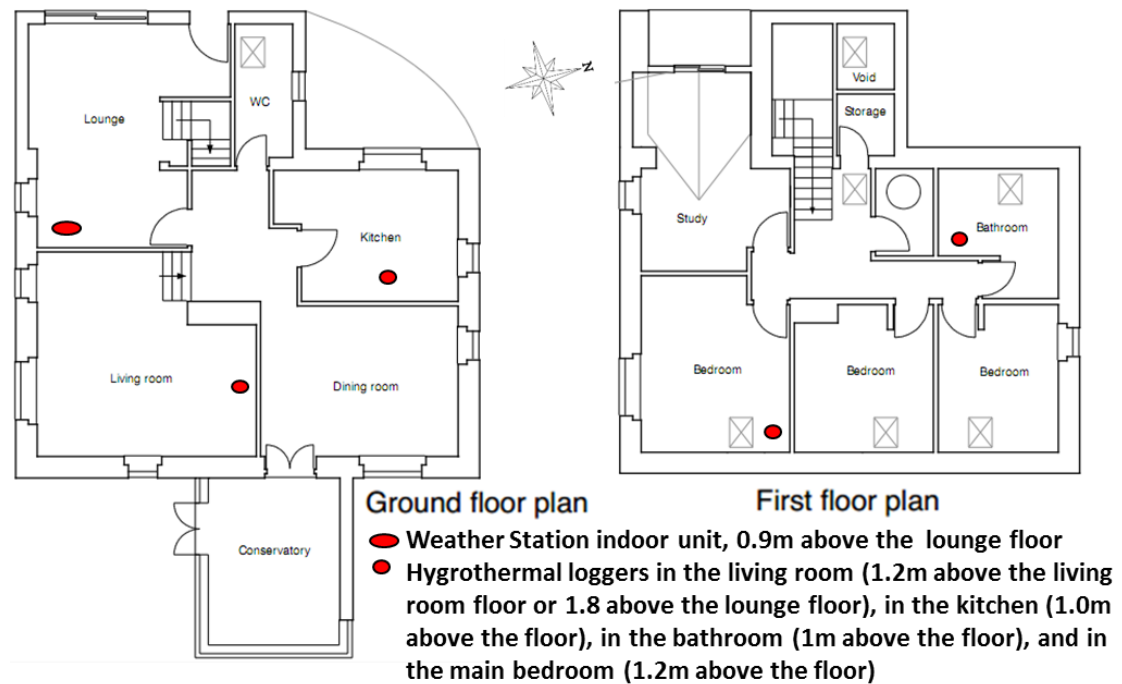 Lounge
WC
Kitchen
Living room
Dining room
Conservatory
N
Void
Storage
Study
Bathroom
Bedroom
Bedroom
Bedroom
Ground floor plan
First floor plan
Weather Station indoor unit, 0.9m above the lounge floor
Hygrothermal loggers in the living room (1.2m above the living
room floor or 1.8 above the lounge floor), in the kitchen (1.0m
above the floor), in the bathroom (1m above the floor), and in
the main bedroom (1.2m above the floor)